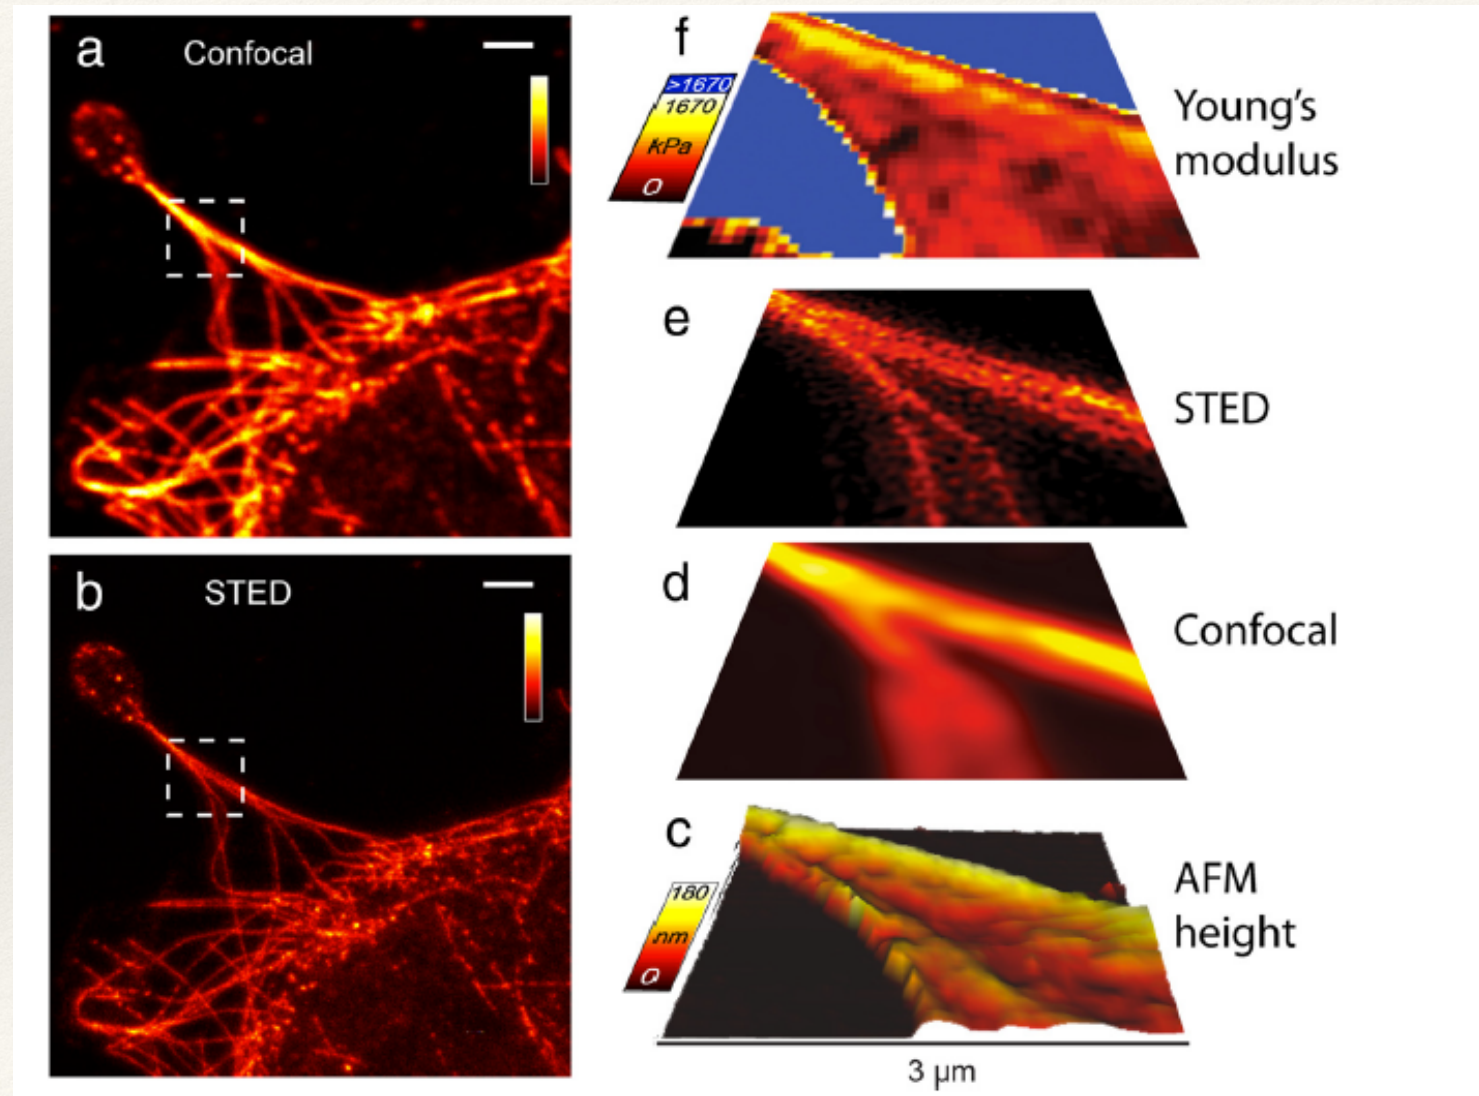 a
Confocal
b
STED
f
>1670
1670
kPa
0
Young's
modulus
e
STED
d
Confocal
c
180
nm
0
AFM
height
3 μm